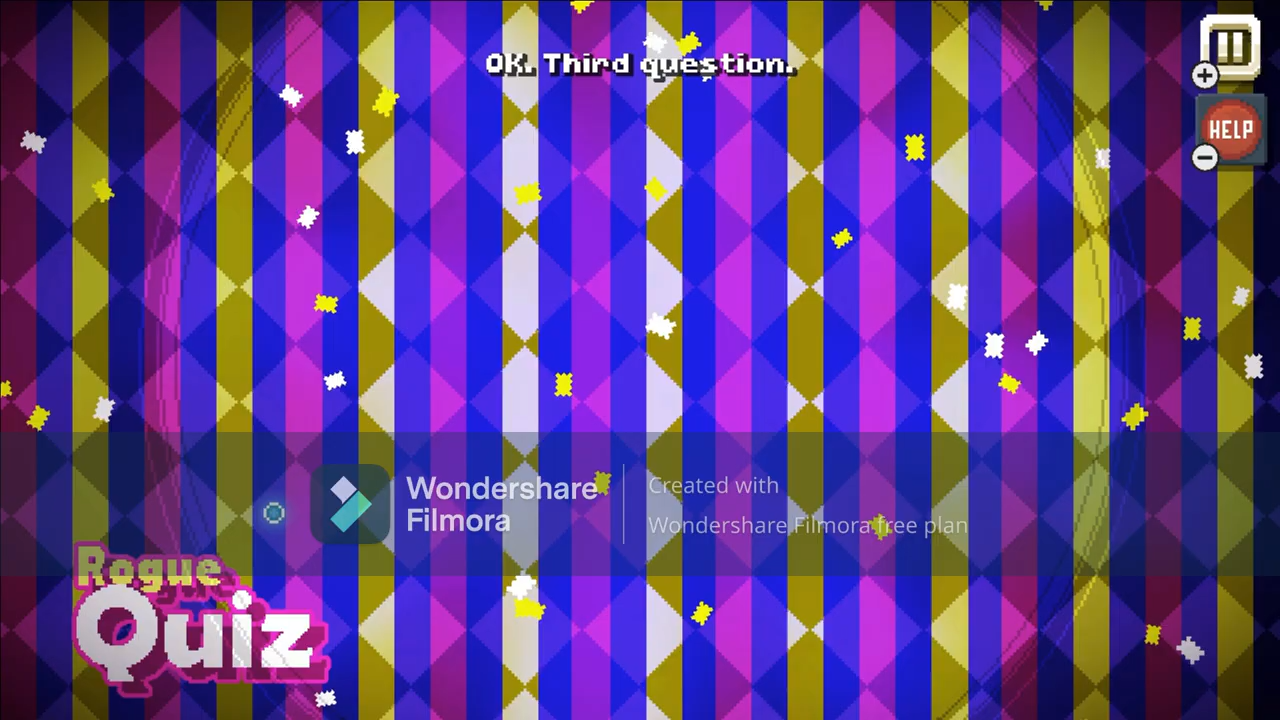 OK. Third question.
HELP
Wondershare
Filmora
Created with
Wondershare Filmora free plan
Rogue
Quiz